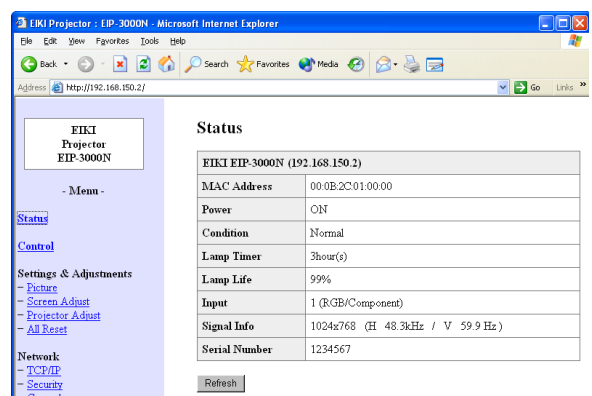 EIKI Projector : EIP-3000N - Microsoft Internet Explorer
File Edit View Favorites Tools Help
Back Search Favorites Media
Address http://192.168.150.2/ Go Links »
EIKI
Projector
EIP-3000N
- Menu -
Status
Control
Settings & Adjustments
– Picture
– Screen Adjust
– Projector Adjust
– All Reset
Network
– TCP/IP
– Security
Status
EIKI EIP-3000N (192.168.150.2)
MAC Address 00:0B:2C:01:00:00
Power ON
Condition Normal
Lamp Timer 3hour(s)
Lamp Life 99%
Input 1 (RGB/Component)
Signal Info 1024x768 (H 48.3kHz / V 59.9 Hz )
Serial Number 1234567
Refresh